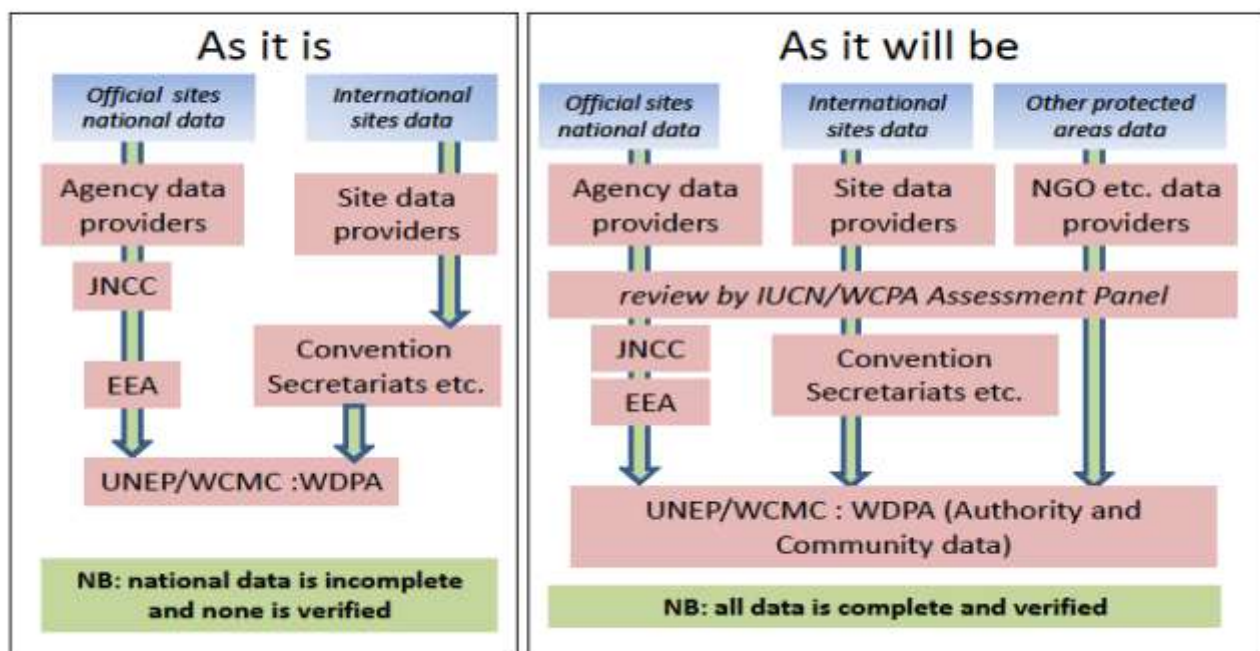 As it is
Official sites
national data
International
sites data
Agency data
providers
Site data
providers
JNCC
EEA
Convention
Secretariats etc.
UNEP/WCMC :WDPA
NB: national data is incomplete
and none is verified
As it will be
Official sites
national data
International
sites data
Other protected
areas data
Agency data
providers
Site data
providers
NGO etc. data
providers
review by IUCN/WCPA Assessment Panel
JNCC
EEA
Convention
Secretariats etc.
UNEP/WCMC : WDPA (Authority and
Community data)
NB: all data is complete and verified